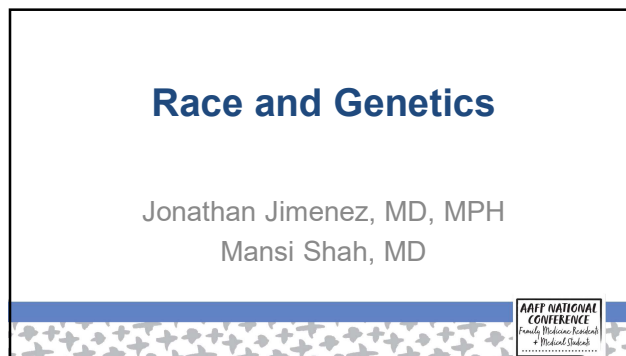 Race and Genetics
Jonathan Jimenez, MD, MPH
Mansi Shah, MD
AAFP NATIONAL
CONFERENCE
Family Medicine Residents
+ Medical Students